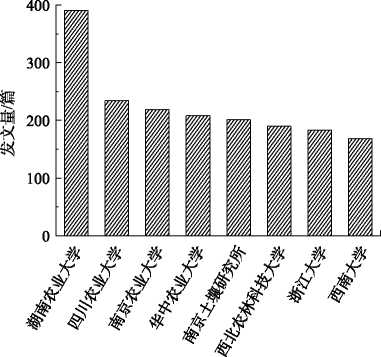 发文量/篇
400
300
200
100
0
湖南农业大学
四川农业大学
南京农业大学
华中农业大学
南京土壤研究所
西北农林科技大学
浙江大学
西南大学